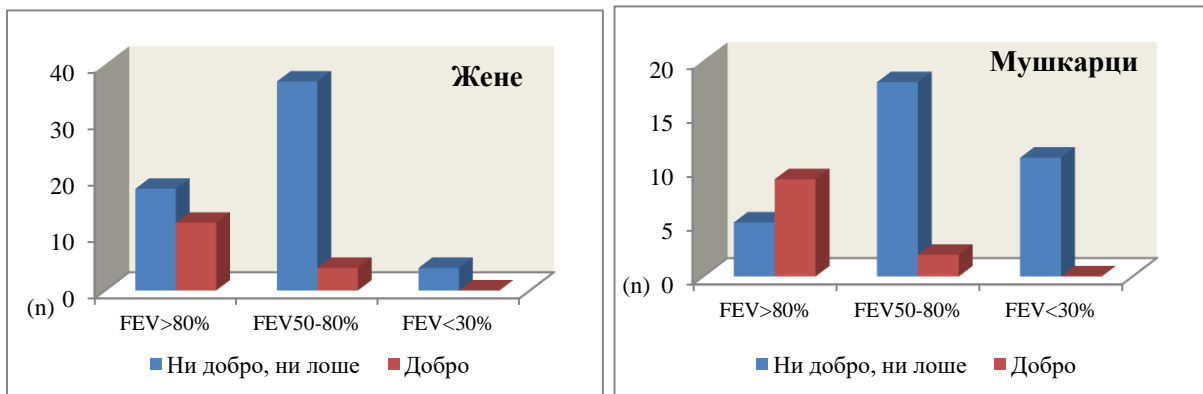 Жене
40
30
20
10
0
(n)
FEV>80% FEV50-80% FEV<30%
Ни добро, ни лоше Добро
Мушкарци
20
15
10
5
0
(n)
FEV>80% FEV50-80% FEV<30%
Ни добро, ни лоше Добро